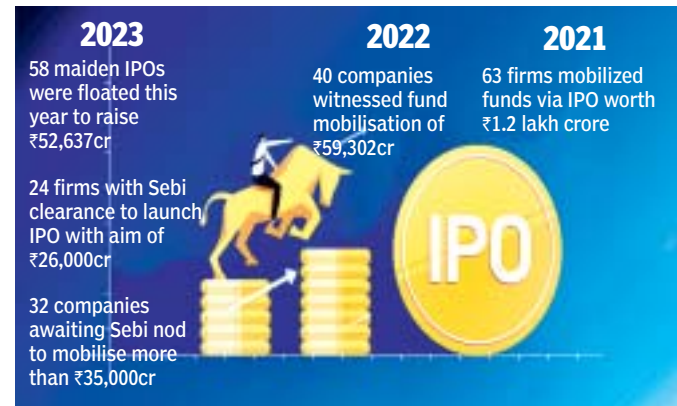 2023
58 maiden IPOs
were floated this
year to raise
₹52,637cr
24 firms with Sebi
clearance to launch
IPO with aim of
₹26,000cr
32 companies
awaiting Sebi nod
to mobilise more
than ₹35,000cr
2022
40 companies
witnessed fund
mobilisation of
₹59,302cr
2021
63 firms mobilized
funds via IPO worth
₹1.2 lakh crore
IPO